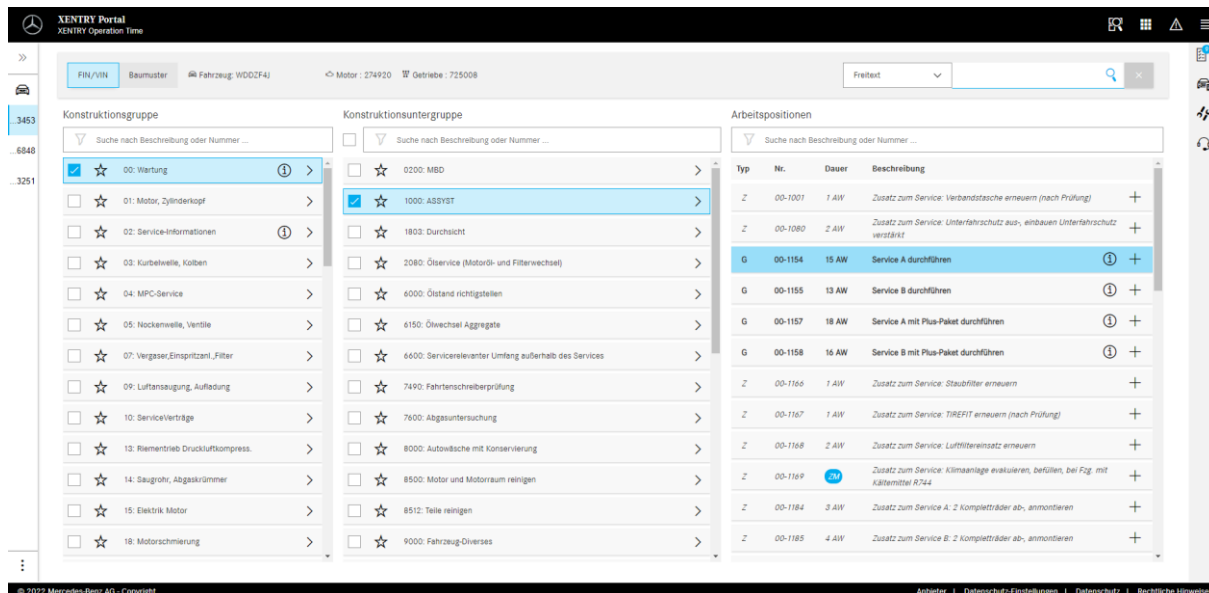 XENTRY Portal
XENTRY Operation Time
FIN/VIN Baumuster Fahrzeug: WDDZF4J Motor : 274920 Getriebe : 725008 Freitext
...3453
...6848
...3251
Konstruktionsgruppe
Suche nach Beschreibung oder Nummer ...
00: Wartung
01: Motor, Zylinderkopf
02: Service-Informationen
03: Kurbelwelle, Kolben
04: MPC-Service
05: Nockenwelle, Ventile
07: Vergaser,Einspritzanl.,Filter
09: Luftansaugung, Aufladung
10: ServiceVerträge
13: Riementrieb Druckluftkompress.
14: Saugrohr, Abgaskrümmer
15: Elektrik Motor
18: Motorschmierung
Konstruktionsuntergruppe
Suche nach Beschreibung oder Nummer ...
0200: MBD
1000: ASSYST
1803: Durchsicht
2080: Ölservice (Motoröl- und Filterwechsel)
6000: Ölstand richtigstellen
6150: Ölwechsel Aggregate
6600: Servicerelevanter Umfang außerhalb des Services
7490: Fahrtenschreiberprüfung
7600: Abgasuntersuchung
8000: Autowäsche mit Konservierung
8500: Motor und Motorraum reinigen
8512: Teile reinigen
9000: Fahrzeug-Diverses
Arbeitspositionen
Suche nach Beschreibung oder Nummer ...
Typ Nr. Dauer Beschreibung
Z 00-1001 1 AW Zusatz zum Service: Verbandstasche erneuern (nach Prüfung)
Z 00-1080 2 AW Zusatz zum Service: Unterfahrschutz aus-, einbauen Unterfahrschutz
verstärkt
G 00-1154 15 AW Service A durchführen
G 00-1155 13 AW Service B durchführen
G 00-1157 18 AW Service A mit Plus-Paket durchführen
G 00-1158 16 AW Service B mit Plus-Paket durchführen
Z 00-1166 1 AW Zusatz zum Service: Staubfilter erneuern
Z 00-1167 1 AW Zusatz zum Service: TIREFIT erneuern (nach Prüfung)
Z 00-1168 2 AW Zusatz zum Service: Luftfiltereinsatz erneuern
Z 00-1169 ZM Zusatz zum Service: Klimaanlage evakuieren, befüllen, bei Fzg. mit
Kältemittel R744
Z 00-1184 3 AW Zusatz zum Service A: 2 Kompletträder ab-, anmontieren
Z 00-1185 4 AW Zusatz zum Service B: 2 Kompletträder ab-, anmontieren
© 2022 Mercedes-Benz AG - Copyright Anbieter | Datenschutz-Einstellungen | Datenschutz | Rechtliche Hinweise